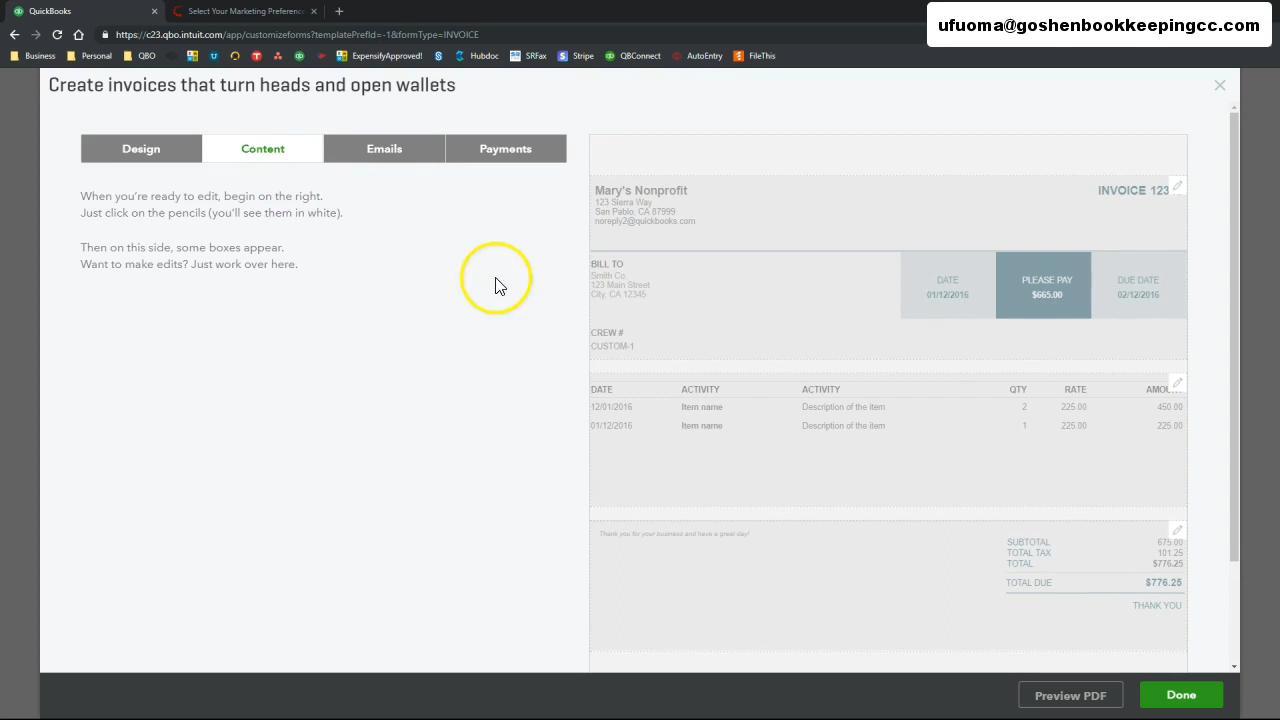 QuickBooks
Select Your Marketing Preferenc
ufuoma@goshenbookkeepingcc.com
https://c23.qbo.intuit.com/app/customizeforms?templatePrefId=-1&formType=INVOICE
Business Personal QBO ExpensifyApproved! Hubdoc SRFax Stripe QBConnect AutoEntry FileThis
Create invoices that turn heads and open wallets
Design Content Emails Payments
When you're ready to edit, begin on the right.
Just click on the pencils (you'll see them in white).
Then on this side, some boxes appear.
Want to make edits? Just work over here.
Mary's Nonprofit
INVOICE 123
123 Sierra Way
San Pablo, CA 87999
noreply2@quickbooks.com
BILL TO
Smith Co.
123 Main Street
City, CA 12345
DATE PLEASE PAY DUE DATE
01/12/2016 $665.00 02/12/2016
CREW #
CUSTOM-1
DATE ACTIVITY ACTIVITY QTY RATE AMOU
12/01/2016 Item name Description of the item 2 225.00 450.00
01/12/2016 Item name Description of the item 1 225.00 225.00
Thank you for your business and have a great day!
SUBTOTAL 675.00
TOTAL TAX 101.25
TOTAL $776.25
TOTAL DUE $776.25
THANK YOU
Preview PDF Done